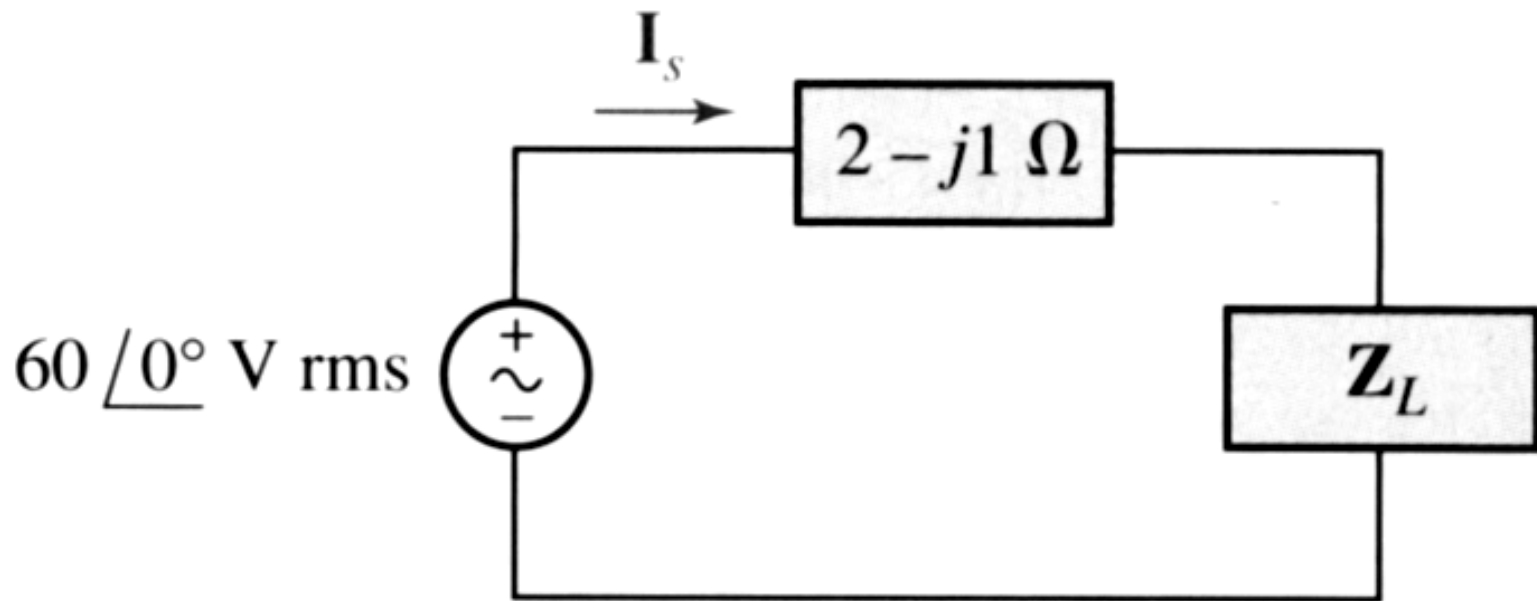 I_s
2 – j1 Ω
60 /0° V rms
+
~
–
Z_L